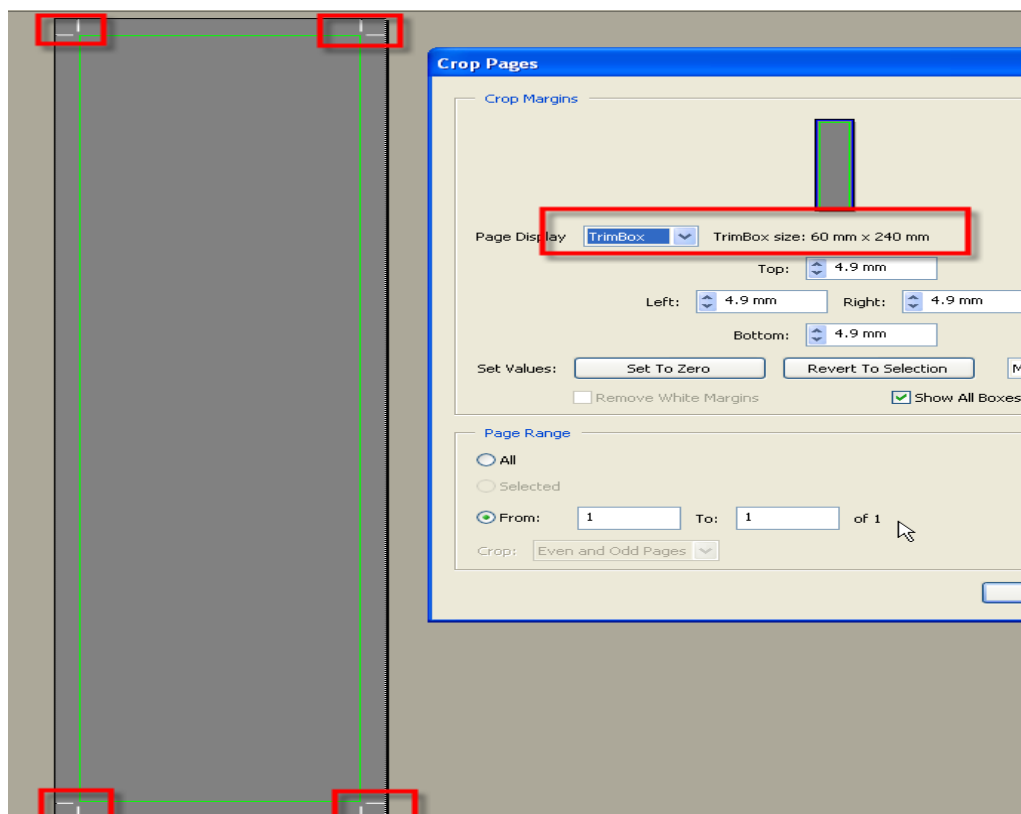 Crop Pages
Crop Margins
Page Display TrimBox TrimBox size: 60 mm x 240 mm
Top: 4.9 mm
Left: 4.9 mm Right: 4.9 mm
Bottom: 4.9 mm
Set Values: Set To Zero Revert To Selection
Remove White Margins Show All Boxes
Page Range
All
Selected
From: 1 To: 1 of 1
Crop: Even and Odd Pages